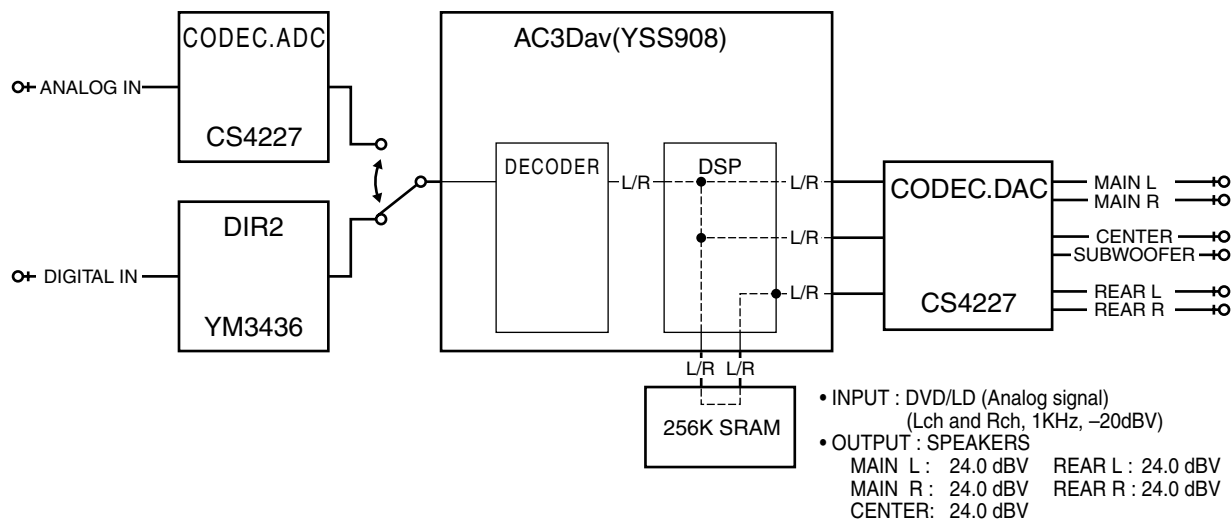 CODEC.ADC
ANALOG IN
CS4227
DIR2
DIGITAL IN
YM3436
AC3Dav(YSS908)
DECODER
L/R
DSP
L/R
L/R
L/R
L/R L/R
256K SRAM
CODEC.DAC
CS4227
MAIN L
MAIN R
CENTER
SUBWOOFER
REAR L
REAR R
• INPUT : DVD/LD (Analog signal)
(Lch and Rch, 1KHz, –20dBV)
• OUTPUT : SPEAKERS
MAIN L : 24.0 dBV REAR L : 24.0 dBV
MAIN R : 24.0 dBV REAR R : 24.0 dBV
CENTER: 24.0 dBV